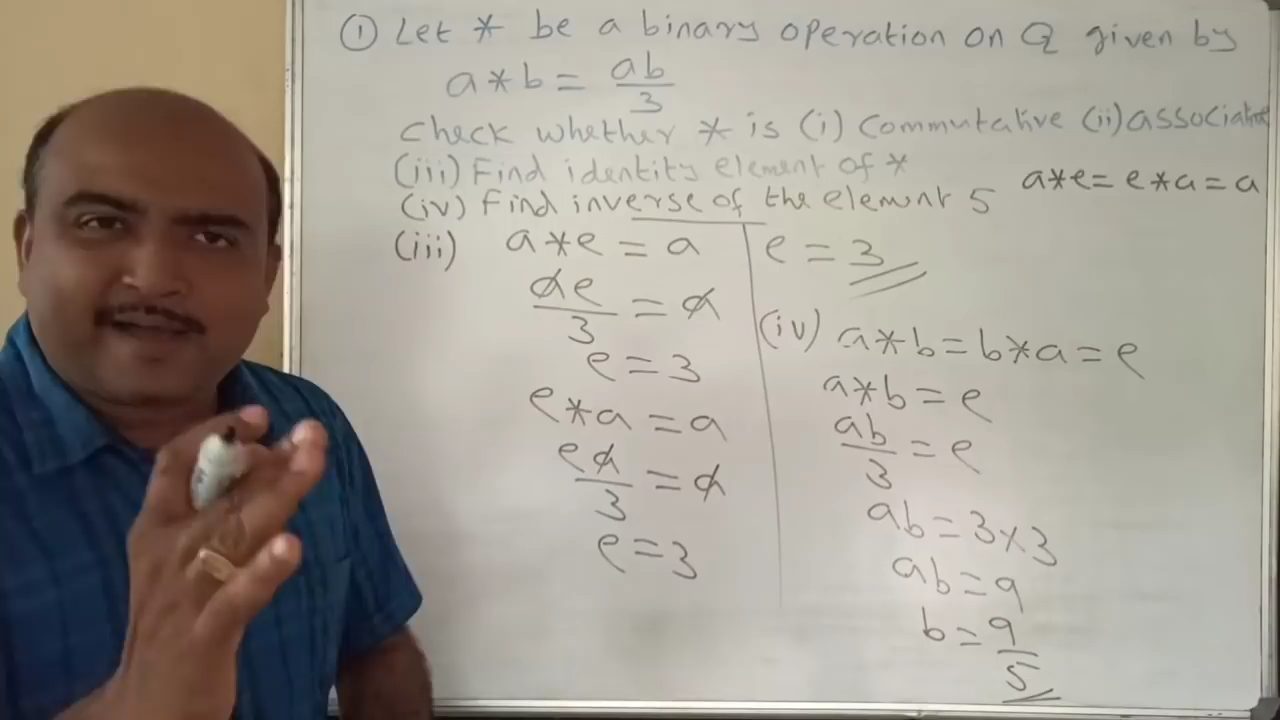 ① Let * be a binary operation on Q given by
a*b = ab/3
Check whether * is (i) Commutative (ii) associative
(iii) Find identity element of *
(iv) Find inverse of the element 5
a*e = e*a = a
(iii) a*e = a
ae/3 = a
e = 3
e*a = a
ea/3 = a
e = 3
e = 3
(iv) a*b = b*a = e
a*b = e
ab/3 = e
ab = 3×3
ab = 9
b = 9/5